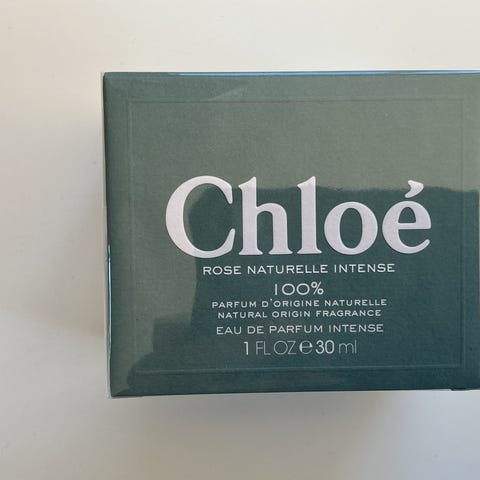 Chloé
ROSE NATURELLE INTENSE
100%
PARFUM D'ORIGINE NATURELLE
NATURAL ORIGIN FRAGRANCE
EAU DE PARFUM INTENSE
1 FL OZ ℮ 30 ml